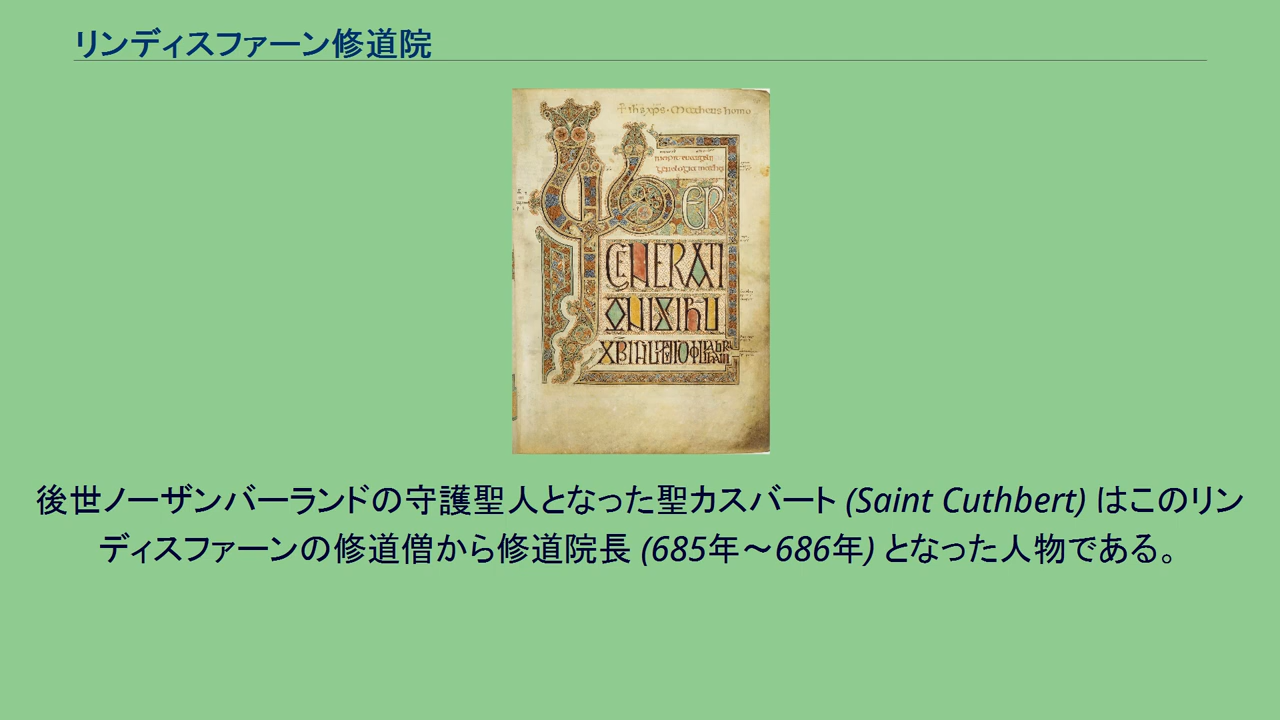 リンディスファーン修道院
ER
GENERATI
後世ノーザンバーランドの守護聖人となった聖カスバート (Saint Cuthbert) はこのリン
ディスファーンの修道僧から修道院長 (685年～686年) となった人物である。